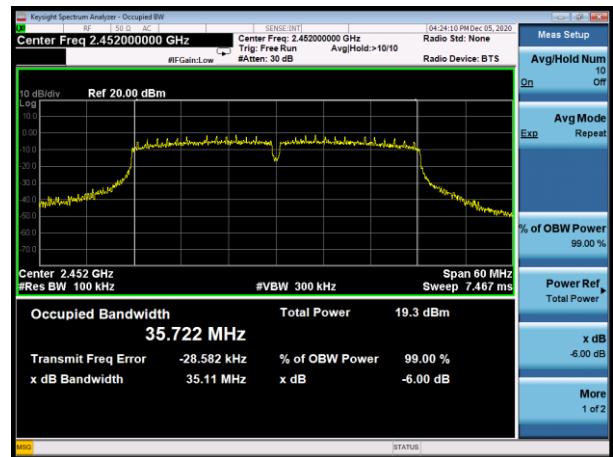 Keysight Spectrum Analyzer - Occupied BW
RF 50 Ω AC SENSE:INT 04:24:10 PM Dec 05, 2020
Center Freq 2.452000000 GHz Center Freq: 2.452000000 GHz Radio Std: None
Trig: Free Run Avg|Hold:>10/10
#IFGain:Low #Atten: 30 dB Radio Device: BTS
10 dB/div Ref 20.00 dBm
Log
10.0
0.00
-10.0
-20.0
-30.0
-40.0
-50.0
-60.0
-70.0
Center 2.452 GHz Span 60 MHz
#Res BW 100 kHz #VBW 300 kHz Sweep 7.467 ms
Occupied Bandwidth Total Power 19.3 dBm
35.722 MHz
Transmit Freq Error -28.582 kHz % of OBW Power 99.00 %
x dB Bandwidth 35.11 MHz x dB -6.00 dB
MSG STATUS
Meas Setup
Avg/Hold Num
10
On Off
Avg Mode
Exp Repeat
% of OBW Power
99.00 %
Power Ref
Total Power
x dB
-6.00 dB
More
1 of 2